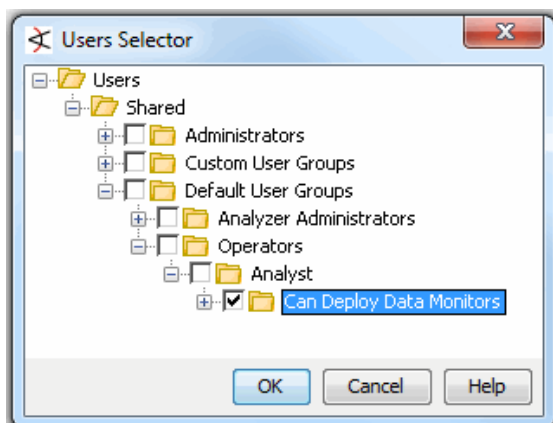 Users Selector
Users
Shared
Administrators
Custom User Groups
Default User Groups
Analyzer Administrators
Operators
Analyst
Can Deploy Data Monitors
OK Cancel Help